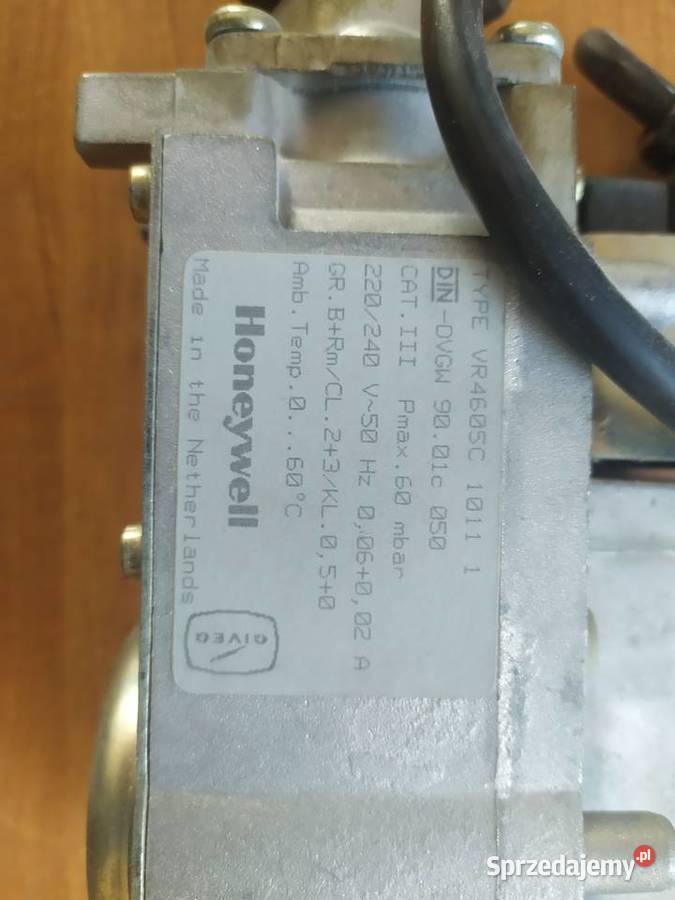 TYPE VR4605C 1011 1
DIN-DVGW 90.01c 050
CAT.III Pmax.60 mbar
220/240 V~50 Hz 0,06+0,02 A
GR.B+Rm/CL.2+3/KL.0,5+0
Amb.Temp.0...60°C
Honeywell
GIVEG
Made in the Netherlands
Sprzedajemy.pl